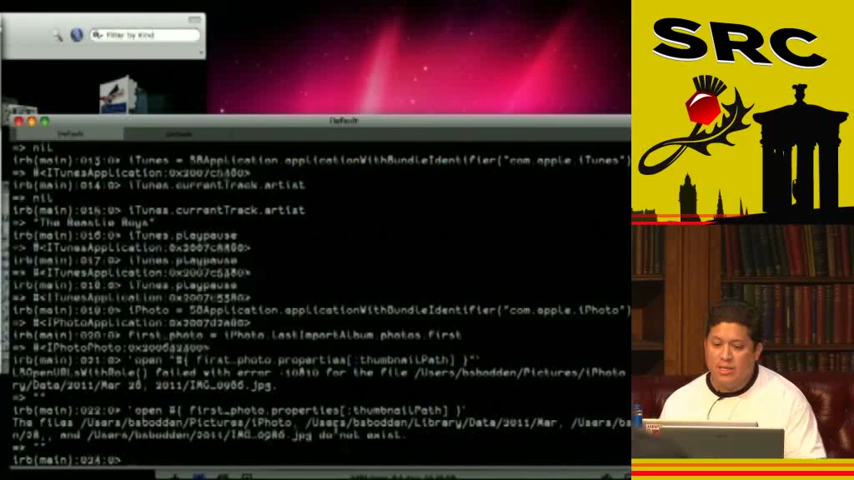 Filter by Kind
SRC
Default
=> nil
irb(main):013:0> iTunes = SBApplication.applicationWithBundleIdentifier("com.apple.iTunes")
=> #<ITunesApplication:0x2007c8880>
irb(main):014:0> iTunes.currentTrack.artist
=> nil
irb(main):015:0> iTunes.currentTrack.artist
=> "The Beastie Boys"
irb(main):016:0> iTunes.playpause
=> #<ITunesApplication:
irb(main):017:0> iTunes.playpause
=> #<ITunesApplication:
irb(main):018:0> iTunes.playpause
=> #<ITunesApplication:
irb(main):019:0> iPhoto = SBApplication.applicationWithBundleIdentifier("com.apple.iPhoto")
=> #<IPhotoApplication:
irb(main):020:0> first_photo = iPhoto.lastImportAlbum.photos.first
=> #<IPhotoPhoto:
irb(main):021:0> `open "#{ first_photo.properties[:thumbnailPath] }"`
LSOpenURLsWithRole() failed with error -10810 for the file /Users/bsbodden/Pictures/iPhoto
ry/Data/2011/Mar 28, 2011/IMG_0986.jpg.
=> ""
irb(main):022:0> `open #{ first_photo.properties[:thumbnailPath] }`
The files /Users/bsbodden/Pictures/iPhoto, /Users/bsbodden/Library/Data/2011/Mar, /Users/bs
n/28, and /Users/bsbodden/2011/IMG_0986.jpg do not exist.
=> ""
irb(main):024:0>